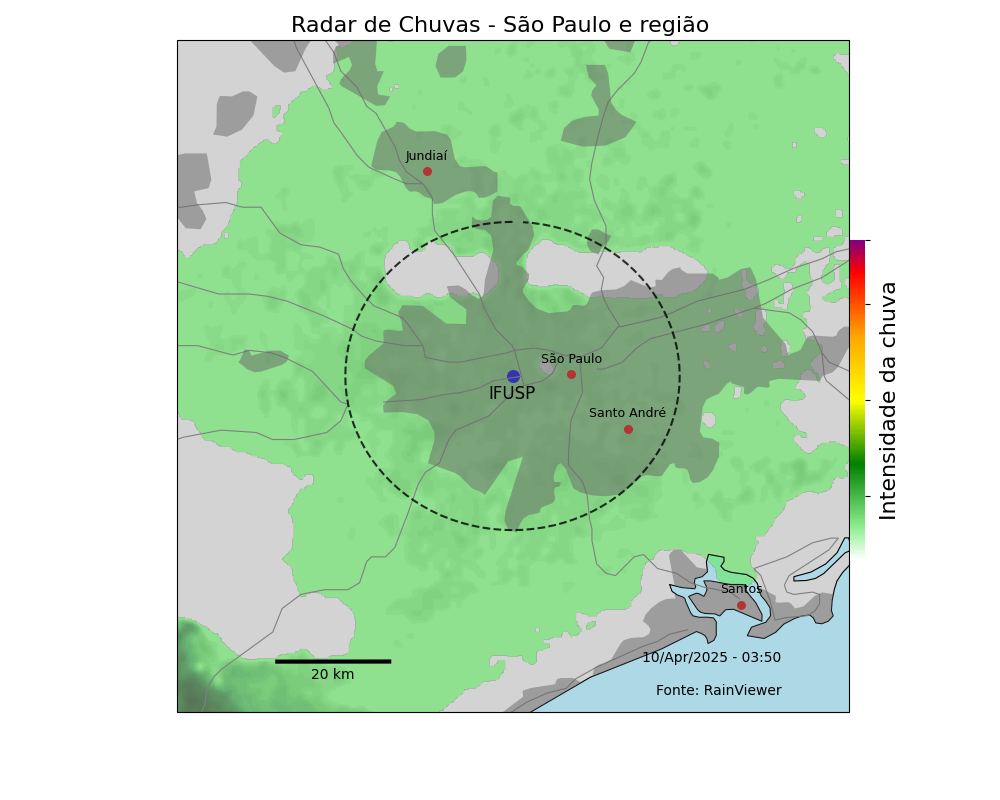 Radar de Chuvas - São Paulo e região
Jundiaí
São Paulo
IFUSP
Santo André
Santos
10/Apr/2025 - 03:50
20 km
Fonte: RainViewer
Intensidade da chuva